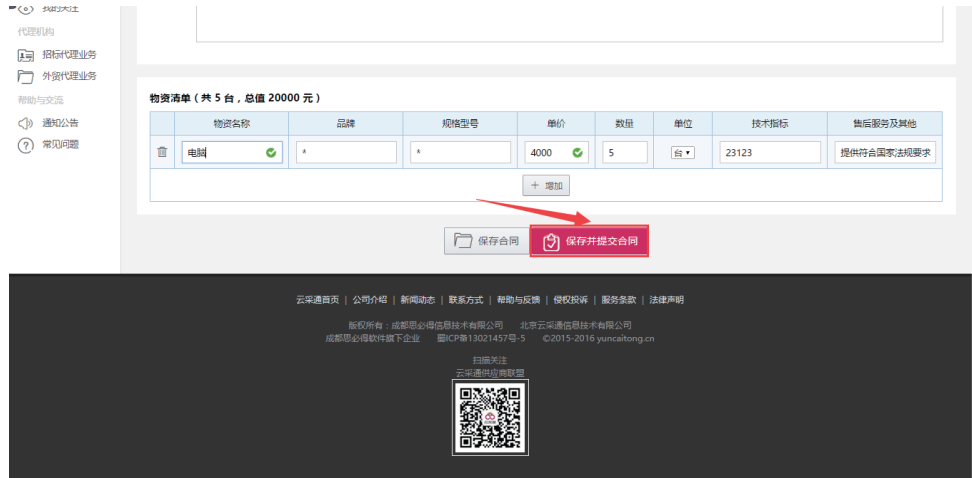 我的关注
代理机构
招标代理业务
外贸代理业务
帮助与交流
通知公告
常见问题
物资清单（共 5 台，总值 20000 元）
物资名称 品牌 规格型号 单价 数量 单位 技术指标 售后服务及其他
电脑 * * 4000 5 台 23123 提供符合国家法规要求
+ 增加
保存合同 保存并提交合同
云采通首页 | 公司介绍 | 新闻动态 | 联系方式 | 帮助与反馈 | 侵权投诉 | 服务条款 | 法律声明
版权所有：成都思必得信息技术有限公司 北京云采通信息技术有限公司
成都思必得软件旗下企业 蜀ICP备13021457号-5 ©2015-2016 yuncaitong.cn
扫描关注
云采通供应商联盟